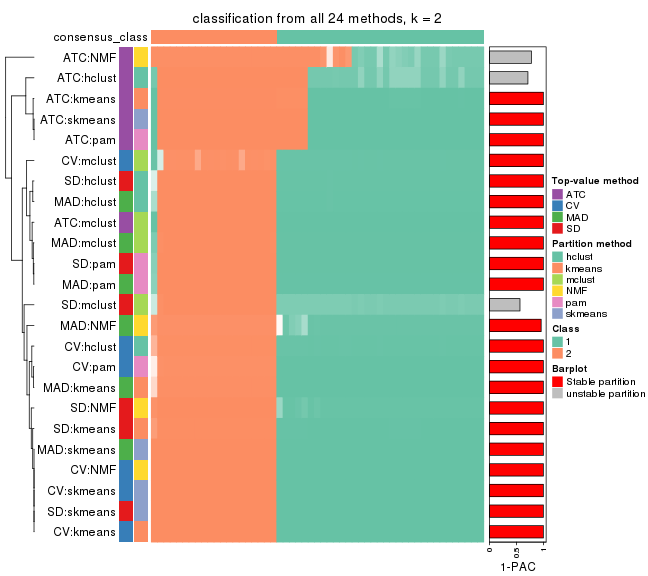 classification from all 24 methods, k = 2
consensus_class
ATC:NMF
ATC:hclust
ATC:kmeans
ATC:skmeans
ATC:pam
CV:mclust
SD:hclust
MAD:hclust
ATC:mclust
MAD:mclust
SD:pam
MAD:pam
SD:mclust
MAD:NMF
CV:hclust
CV:pam
MAD:kmeans
SD:NMF
SD:kmeans
MAD:skmeans
CV:NMF
CV:skmeans
SD:skmeans
CV:kmeans
0
0.5
1
1-PAC
Top-value method
ATC
CV
MAD
SD
Partition method
hclust
kmeans
mclust
NMF
pam
skmeans
Class
1
2
Barplot
Stable partition
unstable partition